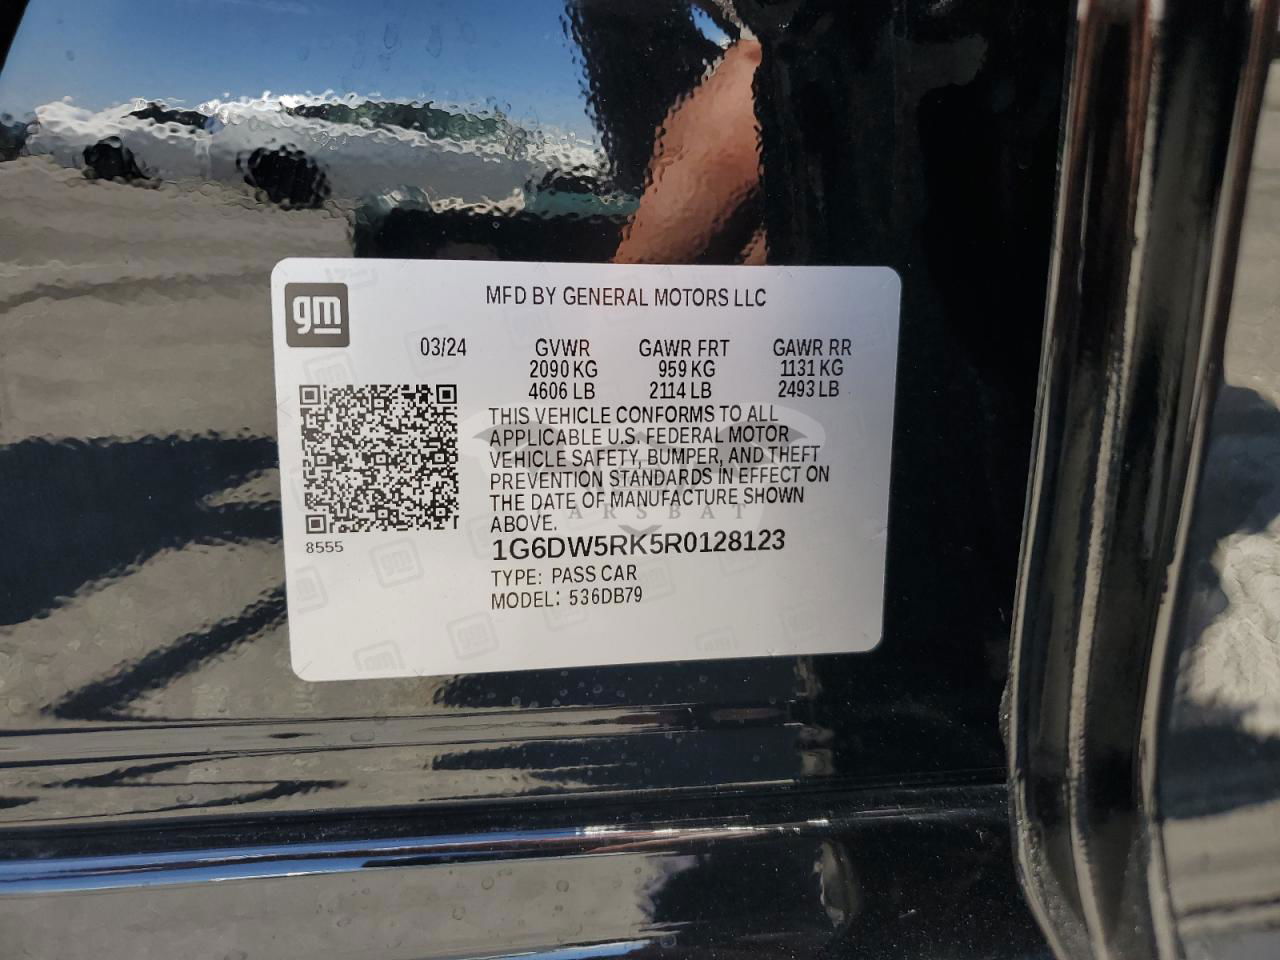 gm
MFD BY GENERAL MOTORS LLC
03/24 GVWR GAWR FRT GAWR RR
2090 KG 959 KG 1131 KG
4606 LB 2114 LB 2493 LB
THIS VEHICLE CONFORMS TO ALL
APPLICABLE U.S. FEDERAL MOTOR
VEHICLE SAFETY, BUMPER, AND THEFT
PREVENTION STANDARDS IN EFFECT ON
THE DATE OF MANUFACTURE SHOWN
ABOVE.
CARSBAT
8555
1G6DW5RK5R0128123
TYPE: PASS CAR
MODEL: 536DB79